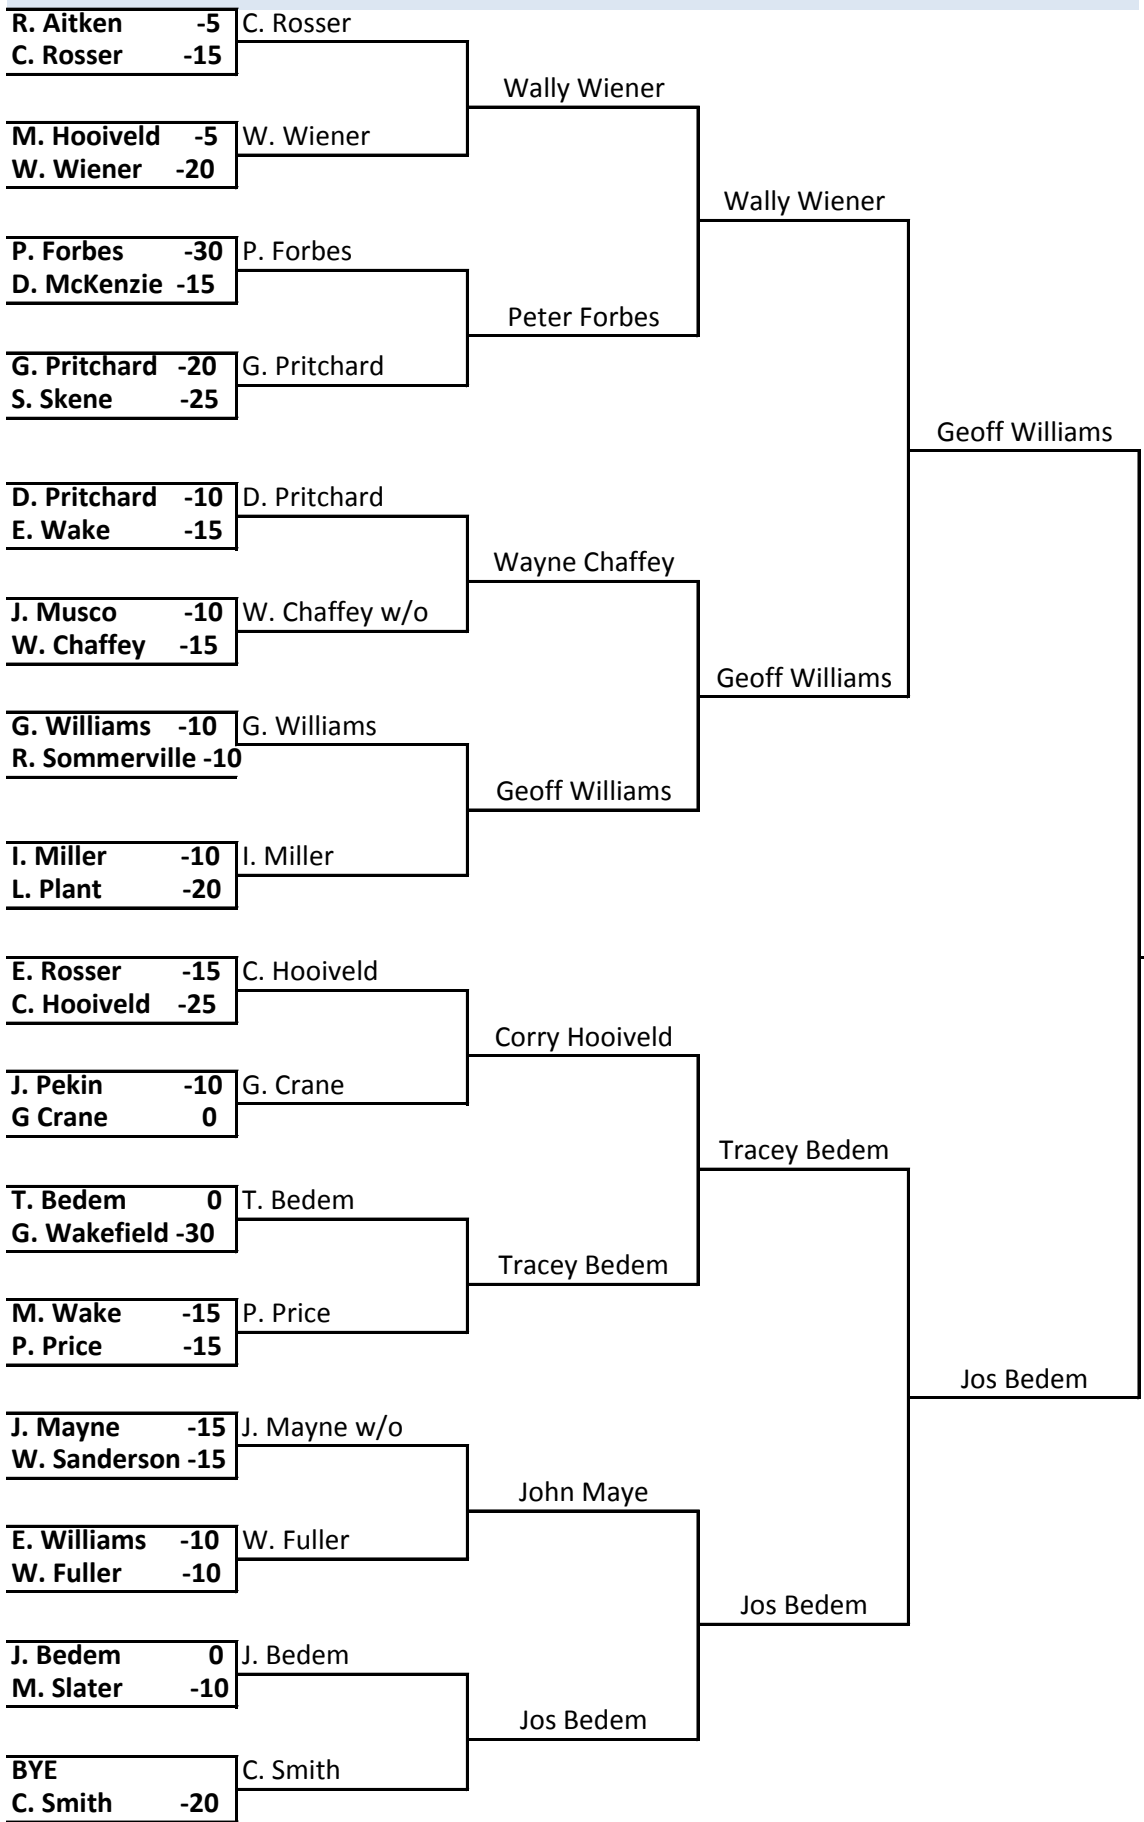 R. Aitken -5 C. Rosser
C. Rosser -15
Wally Wiener
M. Hooiveld -5 W. Wiener
W. Wiener -20
Wally Wiener
P. Forbes -30 P. Forbes
D. McKenzie -15
Peter Forbes
G. Pritchard -20 G. Pritchard
S. Skene -25
Geoff Williams
D. Pritchard -10 D. Pritchard
E. Wake -15
Wayne Chaffey
J. Musco -10 W. Chaffey w/o
W. Chaffey -15
Geoff Williams
G. Williams -10 G. Williams
R. Sommerville -10
Geoff Williams
I. Miller -10 I. Miller
L. Plant -20
E. Rosser -15 C. Hooiveld
C. Hooiveld -25
Corry Hooiveld
J. Pekin -10 G. Crane
G Crane 0
Tracey Bedem
T. Bedem 0 T. Bedem
G. Wakefield -30
Tracey Bedem
M. Wake -15 P. Price
P. Price -15
Jos Bedem
J. Mayne -15 J. Mayne w/o
W. Sanderson -15
John Maye
E. Williams -10 W. Fuller
W. Fuller -10
Jos Bedem
J. Bedem 0 J. Bedem
M. Slater -10
Jos Bedem
BYE C. Smith
C. Smith -20